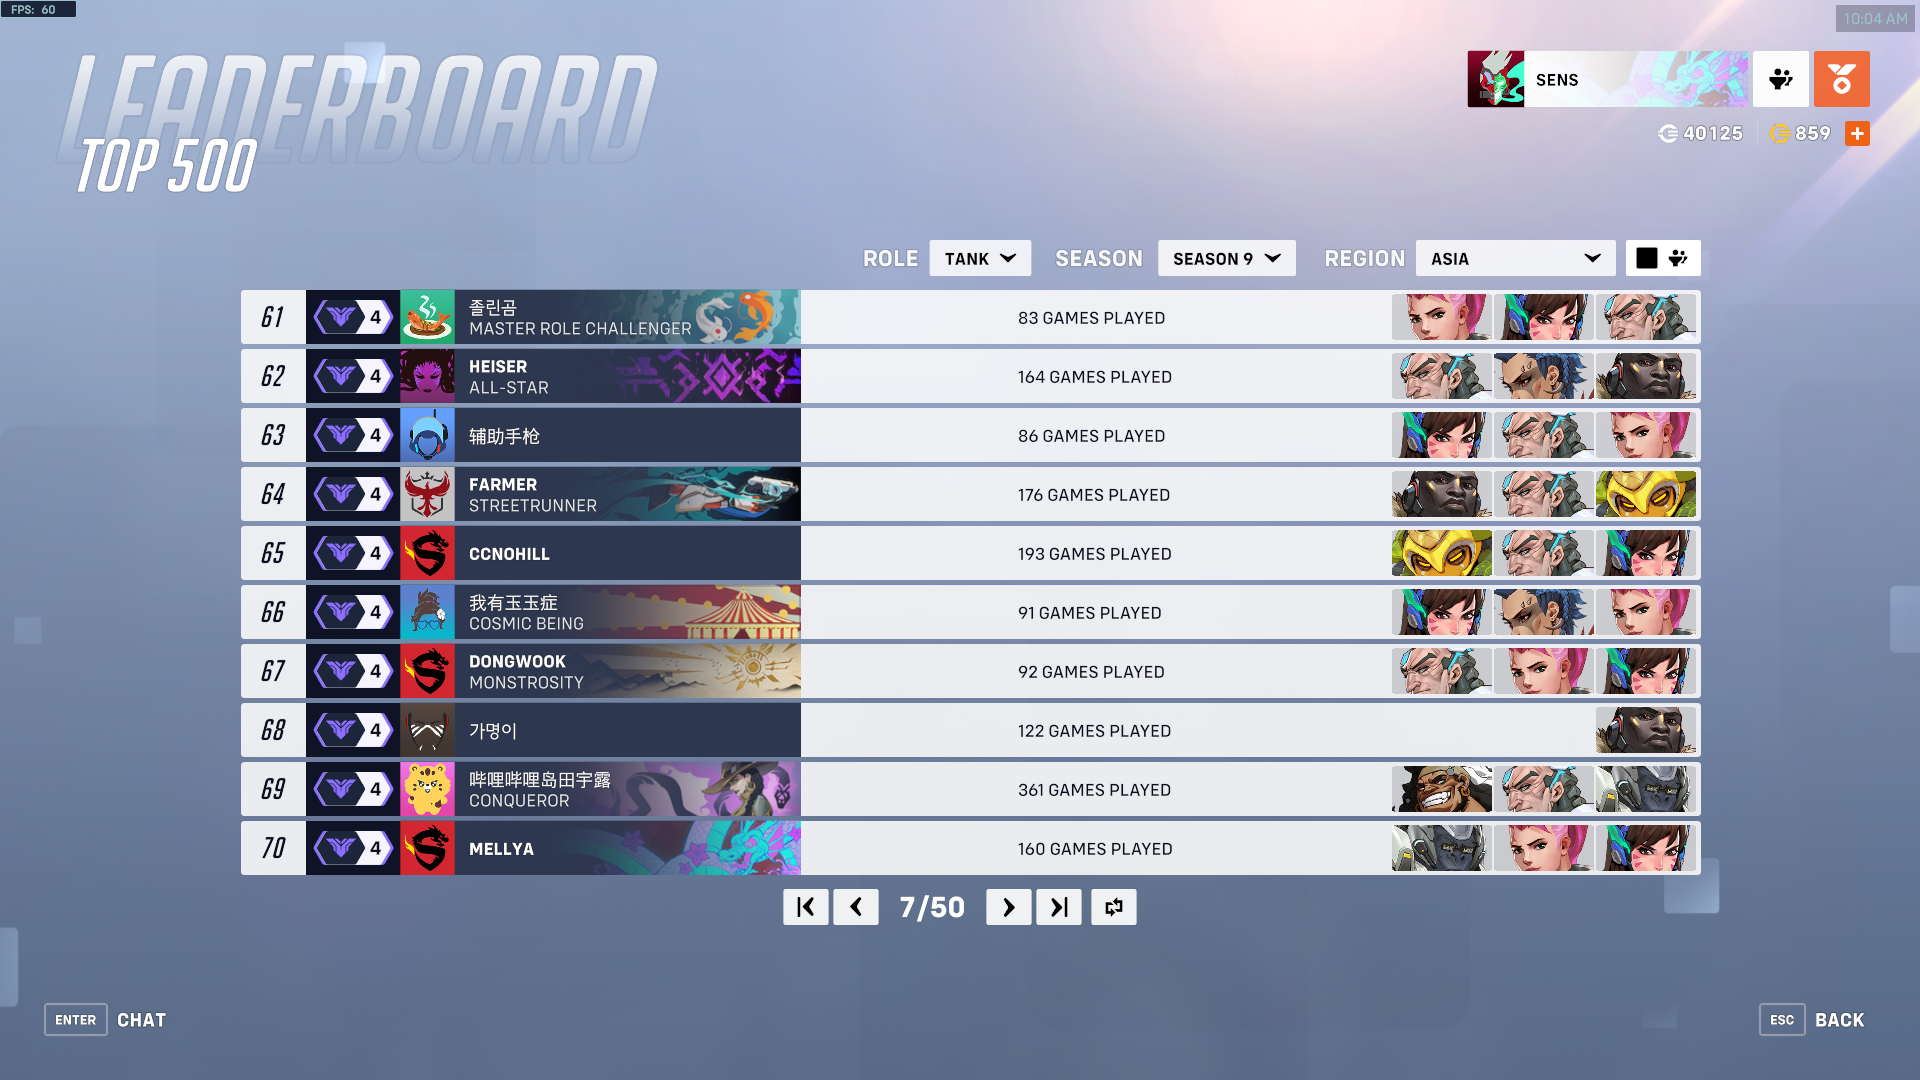 FPS: 60
10:04 AM
LEADERBOARD
TOP 500
SENS
40125
859
ROLE
TANK
SEASON
SEASON 9
REGION
ASIA
61
4
졸린곰
MASTER ROLE CHALLENGER
83 GAMES PLAYED
62
4
HEISER
ALL-STAR
164 GAMES PLAYED
63
4
辅助手枪
86 GAMES PLAYED
64
4
FARMER
STREETRUNNER
176 GAMES PLAYED
65
4
CCNOHILL
193 GAMES PLAYED
66
4
我有玉玉症
COSMIC BEING
91 GAMES PLAYED
67
4
DONGWOOK
MONSTROSITY
92 GAMES PLAYED
68
4
가명이
122 GAMES PLAYED
69
4
哔哩哔哩岛田宇露
CONQUEROR
361 GAMES PLAYED
70
4
MELLYA
160 GAMES PLAYED
7/50
ENTER
CHAT
ESC
BACK